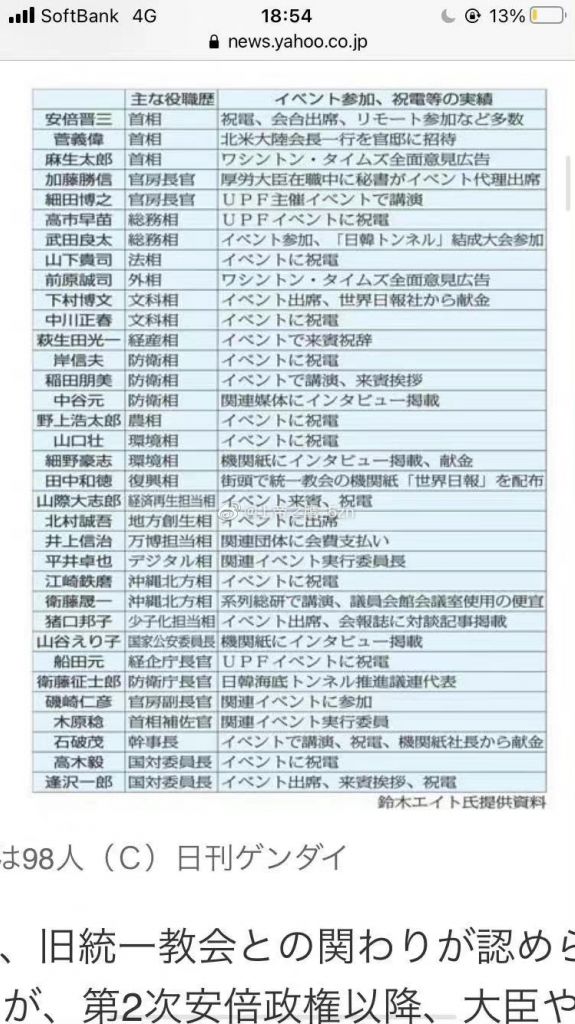 SoftBank 4G 18:54 13%
news.yahoo.co.jp
主な役職歴 イベント参加、祝電等の実績
安倍晋三 首相 祝電、会合出席、リモート参加など多数
菅義偉 首相 北米大陸会長一行を官邸に招待
麻生太郎 首相 ワシントン・タイムズ全面意見広告
加藤勝信 官房長官 厚労大臣在職中に秘書がイベント代理出席
細田博之 官房長官 UPF主催イベントで講演
高市早苗 総務相 UPFイベントに祝電
武田良太 総務相 イベント参加、「日韓トンネル」結成大会参加
山下貴司 法相 イベントに祝電
前原誠司 外相 ワシントン・タイムズ全面意見広告
下村博文 文科相 イベント出席、世界日報社から献金
中川正春 文科相 イベントに祝電
萩生田光一 経産相 イベントで来賓祝辞
岸信夫 防衛相 イベントに祝電
稲田朋美 防衛相 イベントで講演、来賓挨拶
中谷元 防衛相 関連媒体にインタビュー掲載
野上浩太郎 農相 イベントに祝電
山口壮 環境相 イベントに祝電
細野豪志 環境相 機関紙にインタビュー掲載、献金
田中和徳 復興相 街頭で統一教会の機関紙「世界日報」を配布
山際大志郎 経済再生担当相 イベント来賓、祝電
北村誠吾 地方創生相 イベントに出席
井上信治 万博担当相 関連団体に会費支払い
平井卓也 デジタル相 関連イベント実行委員長
江崎鉄磨 沖縄北方相 イベントに祝電
衛藤晟一 沖縄北方相 系列総研で講演、議員会館会議室使用の便宜
猪口邦子 少子化担当相 イベント出席、会報誌に対談記事掲載
山谷えり子 国家公安委員長 機関紙にインタビュー掲載
船田元 経企庁長官 UPFイベントに祝電
衛藤征士郎 防衛庁長官 日韓海底トンネル推進議連代表
磯崎仁彦 官房副長官 関連イベントに参加
木原稔 首相補佐官 関連イベント実行委員
石破茂 幹事長 イベントで講演、祝電、機関紙社長から献金
高木毅 国対委員長 イベントに祝電
逢沢一郎 国対委員長 イベント出席、来賓挨拶、祝電
鈴木エイト氏提供資料
は98人（C）日刊ゲンダイ
、旧統一教会との関わりが認めら
が、第2次安倍政権以降、大臣や